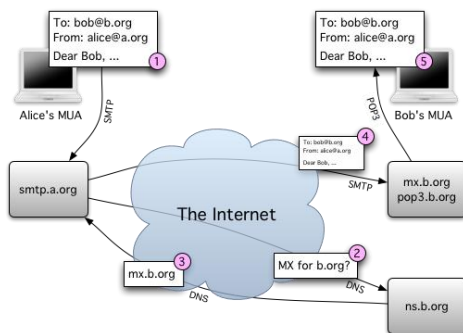 To: bob@b.org
From: alice@a.org
Dear Bob, ...
1
Alice's MUA
SMTP
To: bob@b.org
From: alice@a.org
Dear Bob, ...
5
Bob's MUA
POP3
smtp.a.org
The Internet
To: bob@b.org
From: alice@a.org
Dear Bob, ...
4
SMTP
mx.b.org
pop3.b.org
MX for b.org?
2
DNS
mx.b.org
3
DNS
ns.b.org